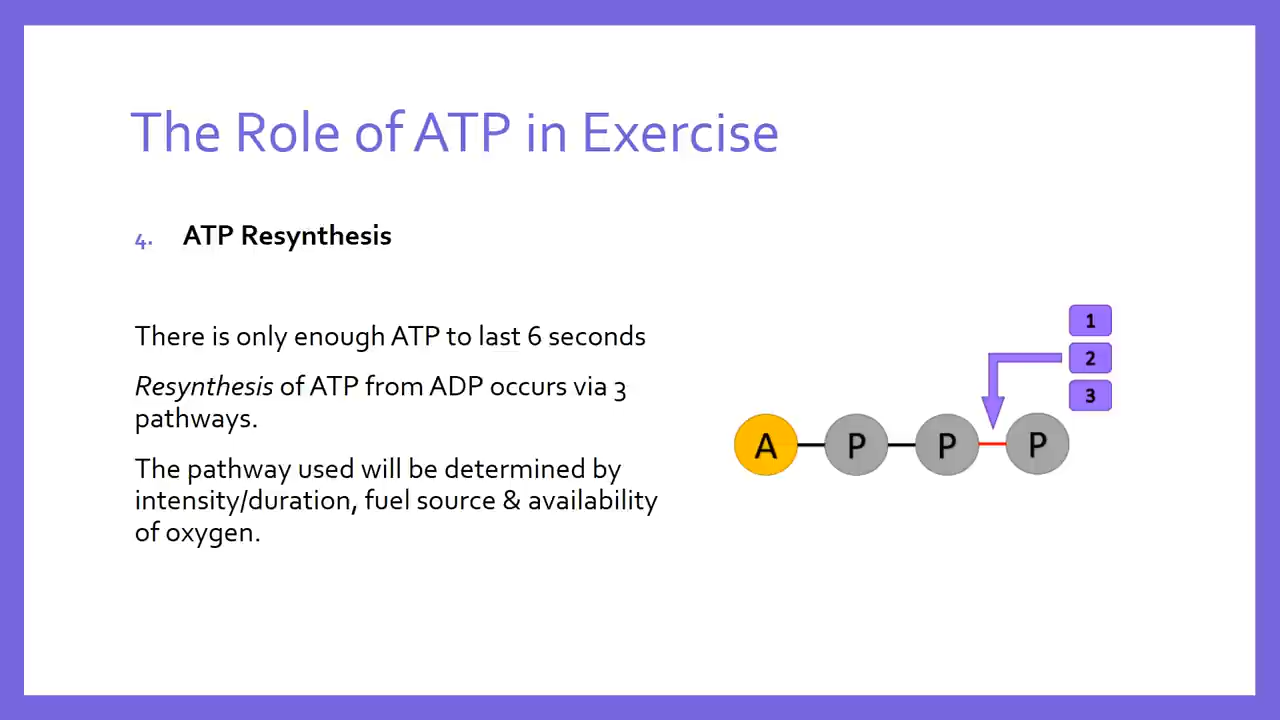 The Role of ATP in Exercise
4. ATP Resynthesis
There is only enough ATP to last 6 seconds
Resynthesis of ATP from ADP occurs via 3
pathways.
The pathway used will be determined by
intensity/duration, fuel source & availability
of oxygen.
1
2
3
A P P P